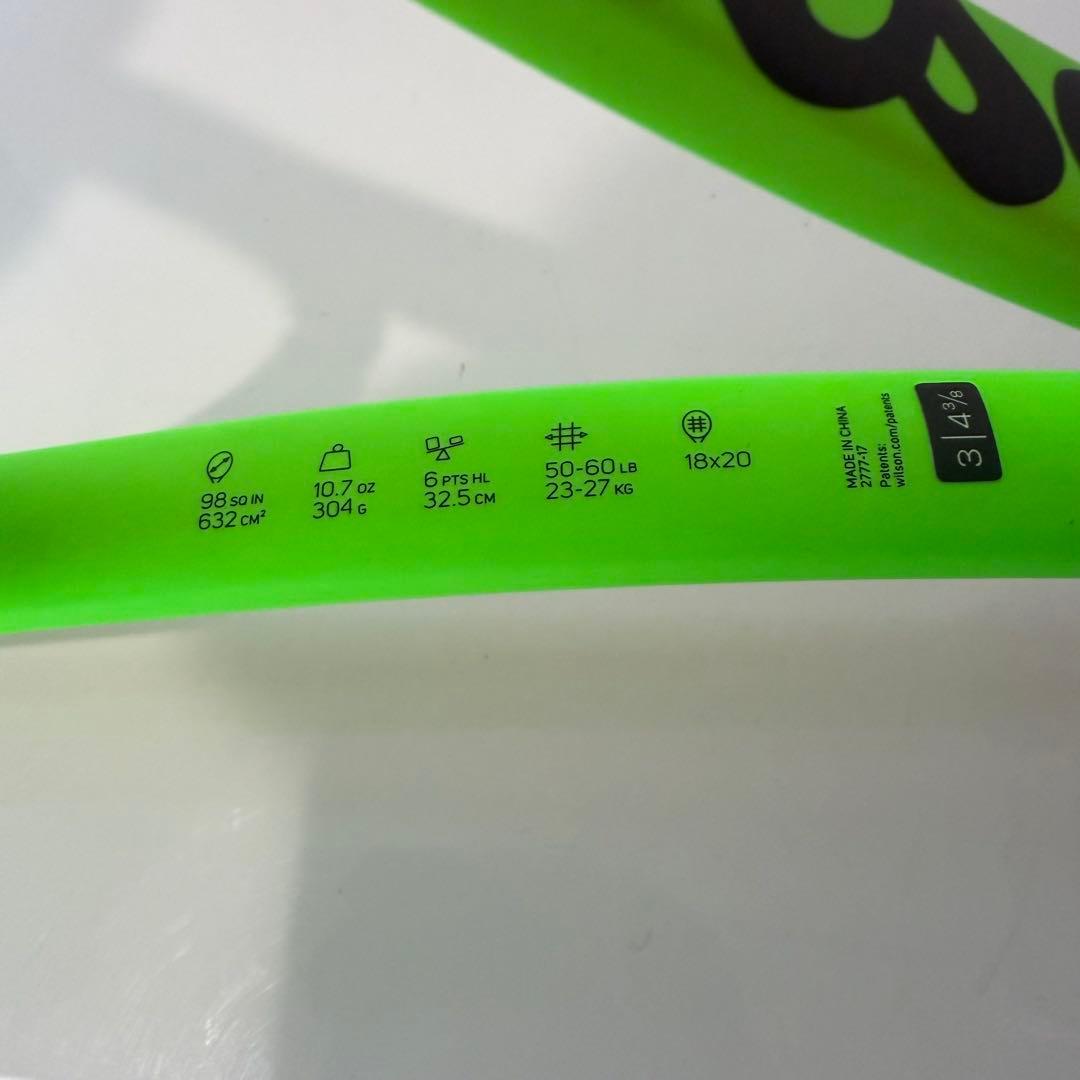 98 SQ IN
632 CM²
10.7 OZ
304 G
6 PTS HL
32.5 CM
50-60 LB
23-27 KG
18x20
MADE IN CHINA
2777-17
Patents:
wilson.com/patents
3 | 4 3/8